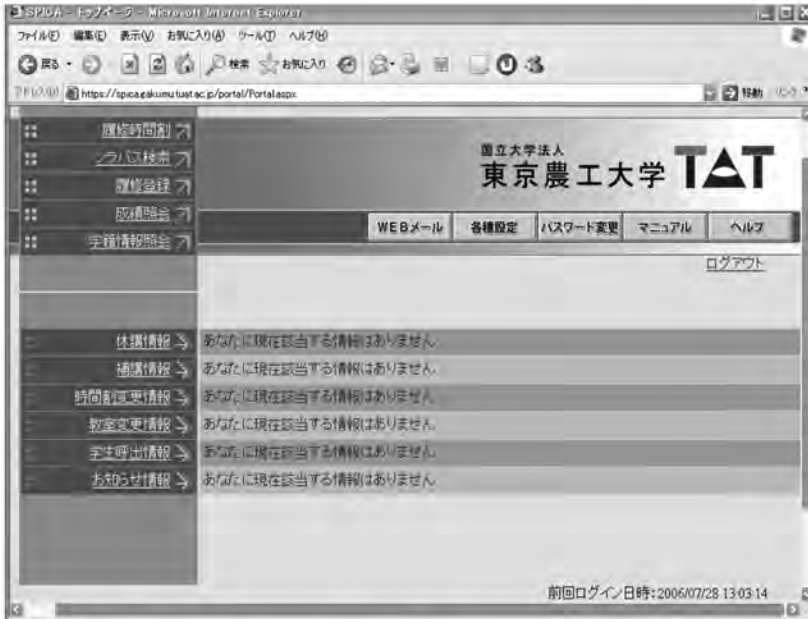 SPICA - トップページ - Microsoft Internet Explorer
ファイル(F) 編集(E) 表示(V) お気に入り(A) ツール(T) ヘルプ(H)
戻る 検索 お気に入り
アドレス(D) https://spica.gakumu.tuat.ac.jp/portal/Portal.aspx 移動 リンク
履修時間割
シラバス検索
履修登録
成績照会
学籍情報照会
国立大学法人
東京農工大学 TAT
WEBメール 各種設定 パスワード変更 マニュアル ヘルプ
ログアウト
休講情報 あなたに現在該当する情報はありません
補講情報 あなたに現在該当する情報はありません
時間割変更情報 あなたに現在該当する情報はありません
教室変更情報 あなたに現在該当する情報はありません
学生呼出情報 あなたに現在該当する情報はありません
お知らせ情報 あなたに現在該当する情報はありません
前回ログイン日時：2006/07/28 13:03:14